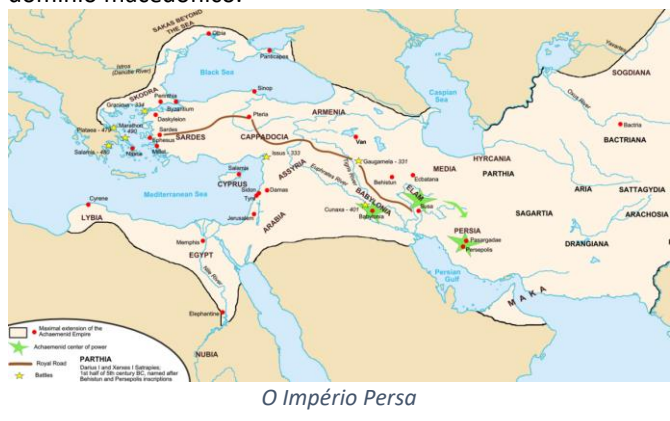 domínio macedônico.
SAKAS BEYOND
THE SEA
Olbia
Panticapea
Istros
(Danube River)
Black Sea
Caspian
Sea
SOGDIANA
SKODRA
Perinthia
Byzantium
Sinop
Granicus - 334
Daskyleion
Pteria
ARMENIA
Oxus River
Marathon
- 490
Plataea - 479
Sardes
SARDES
CAPPADOCIA
Van
Bactria
BACTRIANA
Ephesus
Salamis - 480
Naxos
Milet
Issus - 333
Gaugamela - 331
HYRCANIA
MEDIA
PARTHIA
ASSYRIA
Tigris River
Salamis
CYPRUS
Euphrates River
Behistun
Ecbatana
ARIA
SATTAGYDIA
Mediterranean Sea
Sidon
Tyre
Damas
BABYLONIA
ELAM
Cyrene
Cunaxa - 401
Babylonia
Susa
SAGARTIA
ARACHOSIA
LYBIA
Jerusalem
ARABIA
PERSIA
Pasargadae
Persepolis
DRANGIANA
Memphis
EGYPT
Nile River
Persian
Gulf
MAKA
Elephantine
NUBIA
Maximal extension of the
Achaemenid Empire
Achaemenid center of power
Royal Road
PARTHIA
Darius I and Xerxes I Satrapies,
1st half of 5th century BC, named after
Behistun and Persepolis inscriptions
Battles
O Império Persa